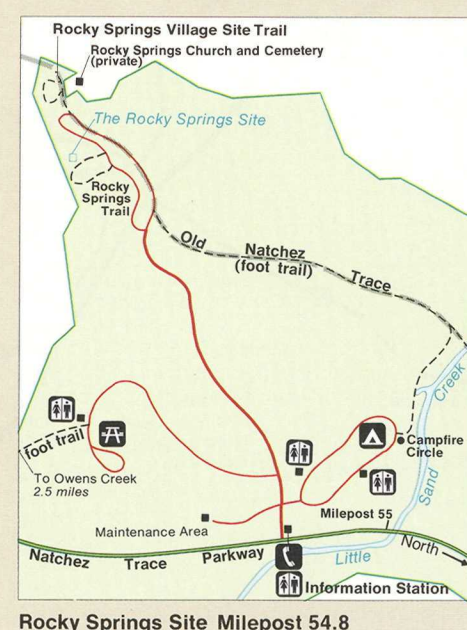 Rocky Springs Village Site Trail
Rocky Springs Church and Cemetery
(private)
The Rocky Springs Site
Rocky
Springs
Trail
Old Natchez Trace
(foot trail)
Creek
foot trail
Campfire
Circle
To Owens Creek
2.5 miles
Sand
Milepost 55
Maintenance Area
North
Natchez Trace Parkway
Little
Information Station
Rocky Springs Site Milepost 54.8